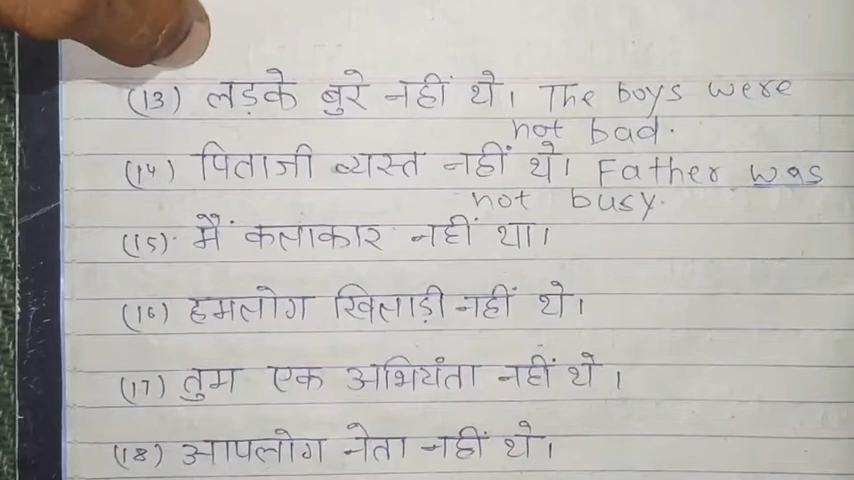 (13) लड़के बुरे नहीं थे। The boys were
not bad.
(14) पिताजी व्यस्त नहीं थे। Father was
not busy.
(15) मैं कलाकार नहीं था।
(16) हमलोग खिलाड़ी नहीं थे।
(17) तुम एक अभियंता नहीं थे।
(18) आपलोग नेता नहीं थे।